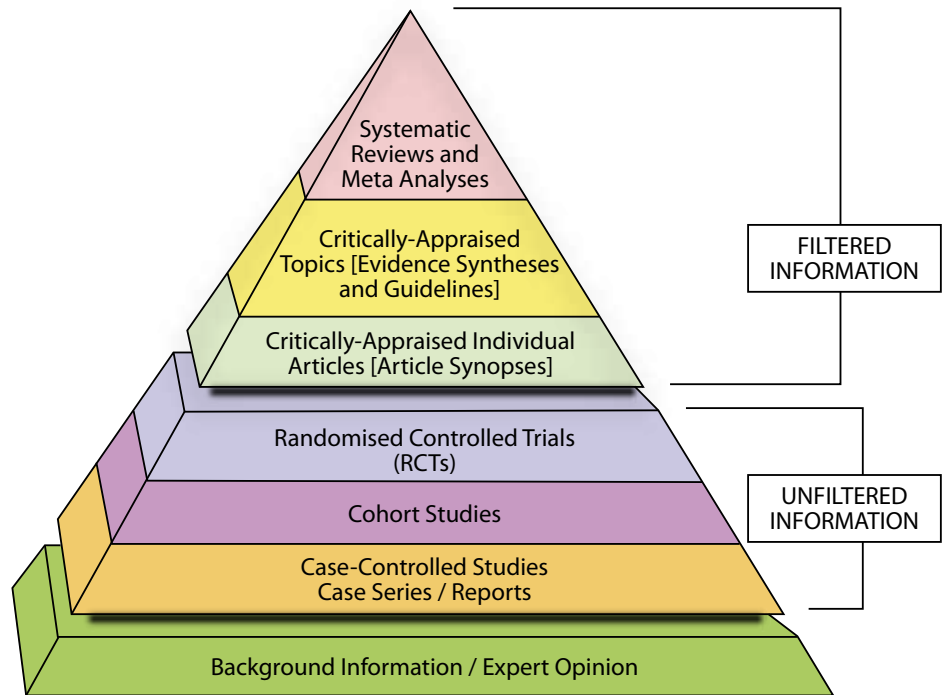 Systematic
Reviews and
Meta Analyses
Critically-Appraised
Topics [Evidence Syntheses
and Guidelines]
FILTERED
INFORMATION
Critically-Appraised Individual
Articles [Article Synopses]
Randomised Controlled Trials
(RCTs)
UNFILTERED
INFORMATION
Cohort Studies
Case-Controlled Studies
Case Series / Reports
Background Information / Expert Opinion